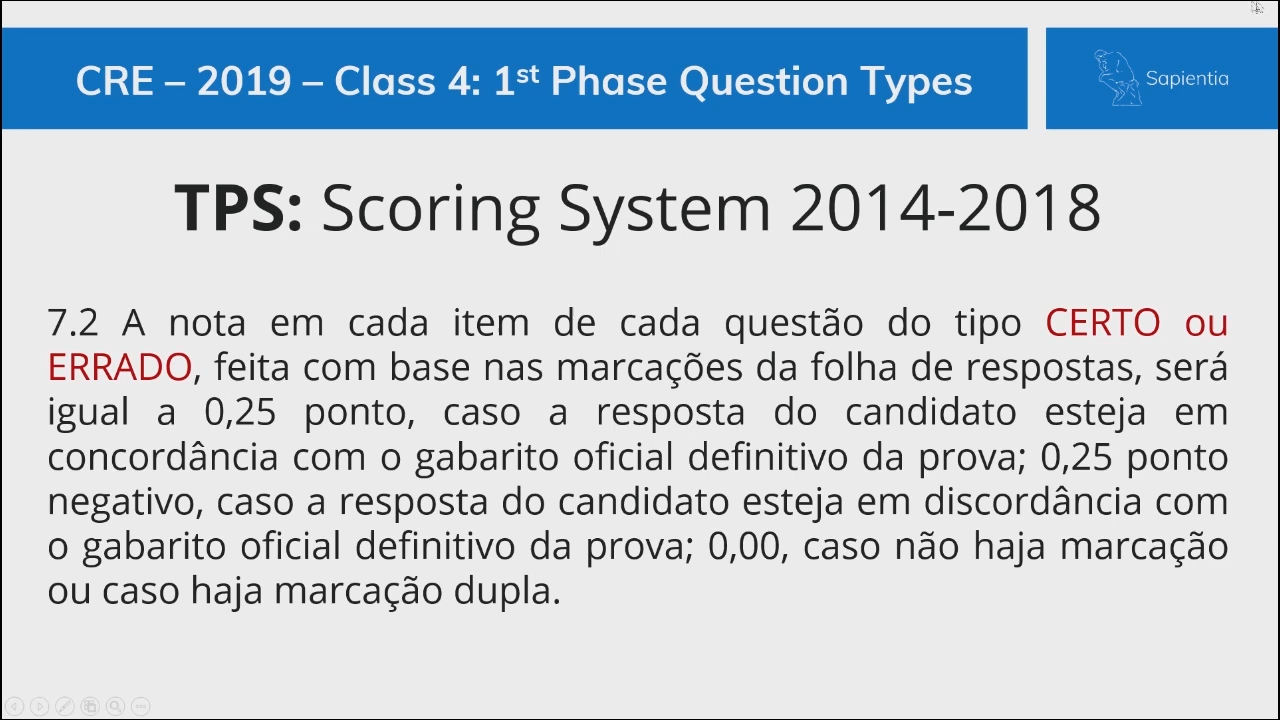 CRE – 2019 – Class 4: 1st Phase Question Types
Sapientia
TPS: Scoring System 2014-2018
7.2 A nota em cada item de cada questão do tipo CERTO ou
ERRADO, feita com base nas marcações da folha de respostas, será
igual a 0,25 ponto, caso a resposta do candidato esteja em
concordância com o gabarito oficial definitivo da prova; 0,25 ponto
negativo, caso a resposta do candidato esteja em discordância com
o gabarito oficial definitivo da prova; 0,00, caso não haja marcação
ou caso haja marcação dupla.